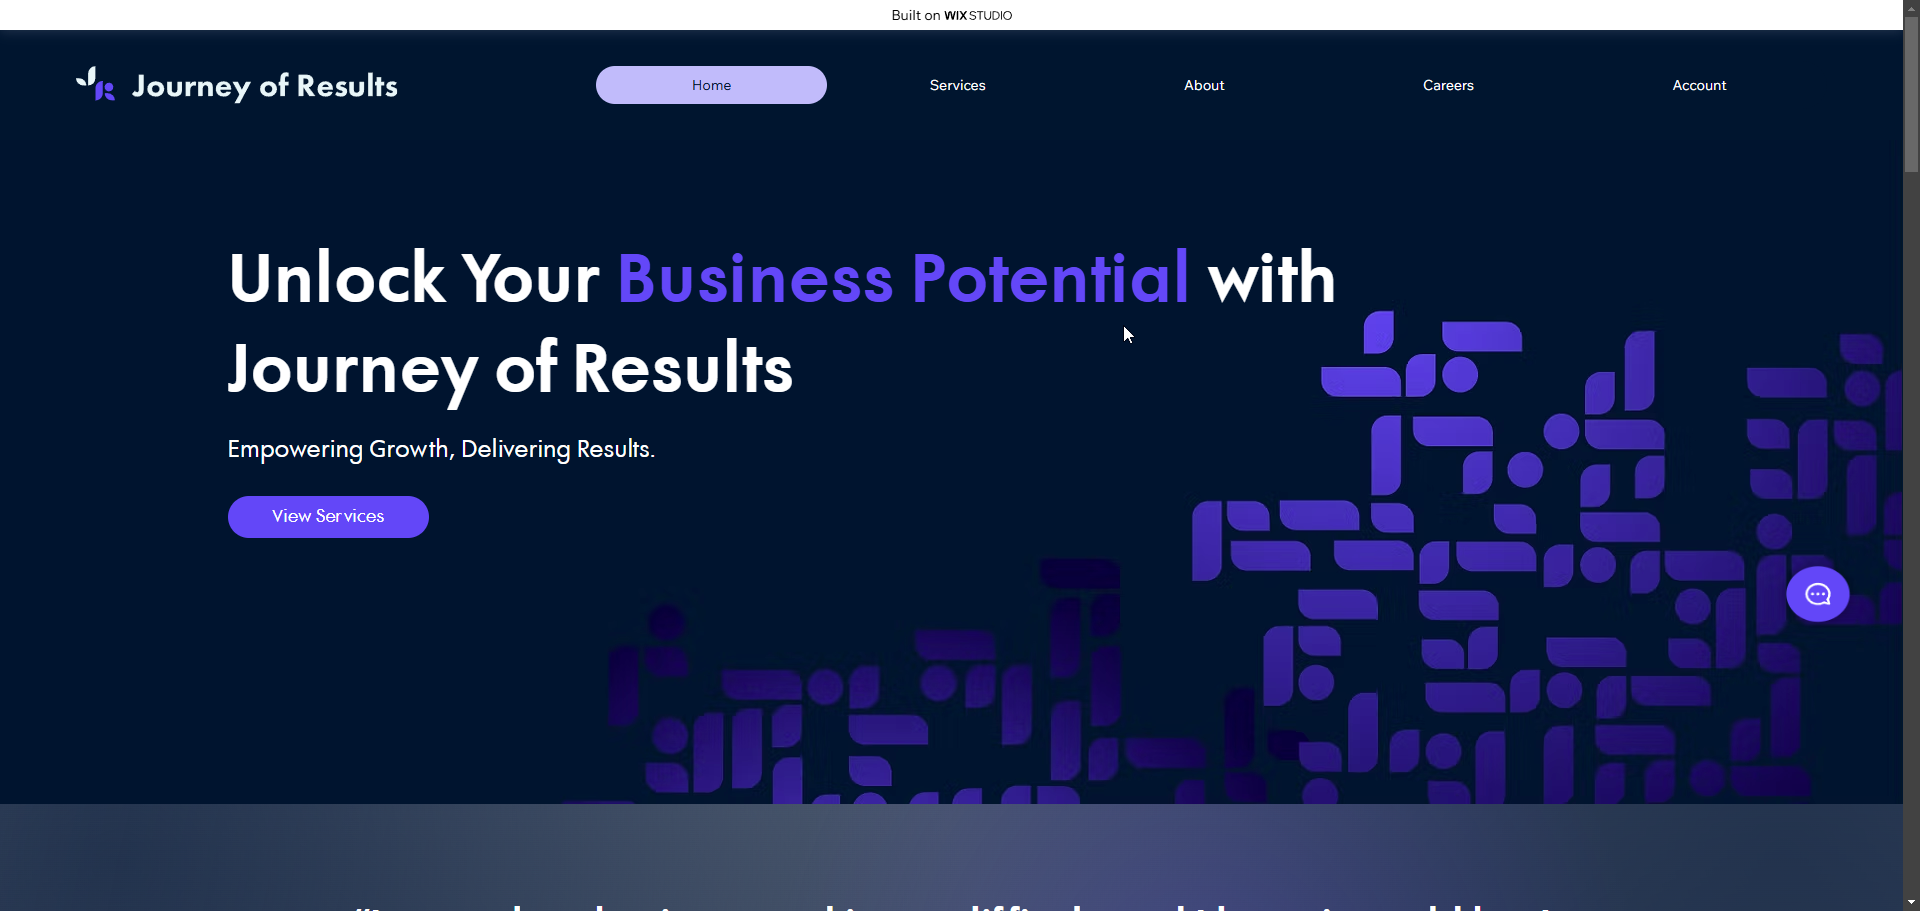 Built on WIX STUDIO
Journey of Results
Home
Services
About
Careers
Account
Unlock Your Business Potential with
Journey of Results
Empowering Growth, Delivering Results.
View Services